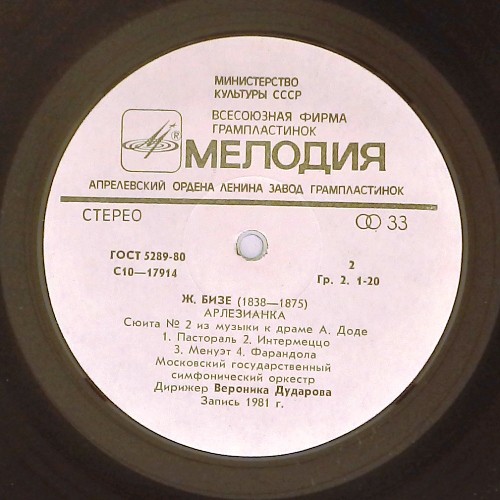 МИНИСТЕРСТВО
КУЛЬТУРЫ СССР
ВСЕСОЮЗНАЯ ФИРМА
ГРАМПЛАСТИНОК
® МЕЛОДИЯ
АПРЕЛЕВСКИЙ ОРДЕНА ЛЕНИНА ЗАВОД ГРАМПЛАСТИНОК
СТЕРЕО 33
ГОСТ 5289-80 2
С10—17914 Гр. 2. 1-20
Ж. БИЗЕ (1838—1875)
АРЛЕЗИАНКА
Сюита № 2 из музыки к драме А. Доде
1. Пастораль 2. Интермеццо
3. Менуэт 4. Фарандола
Московский государственный
симфонический оркестр
Дирижер Вероника Дударова
Запись 1981 г.